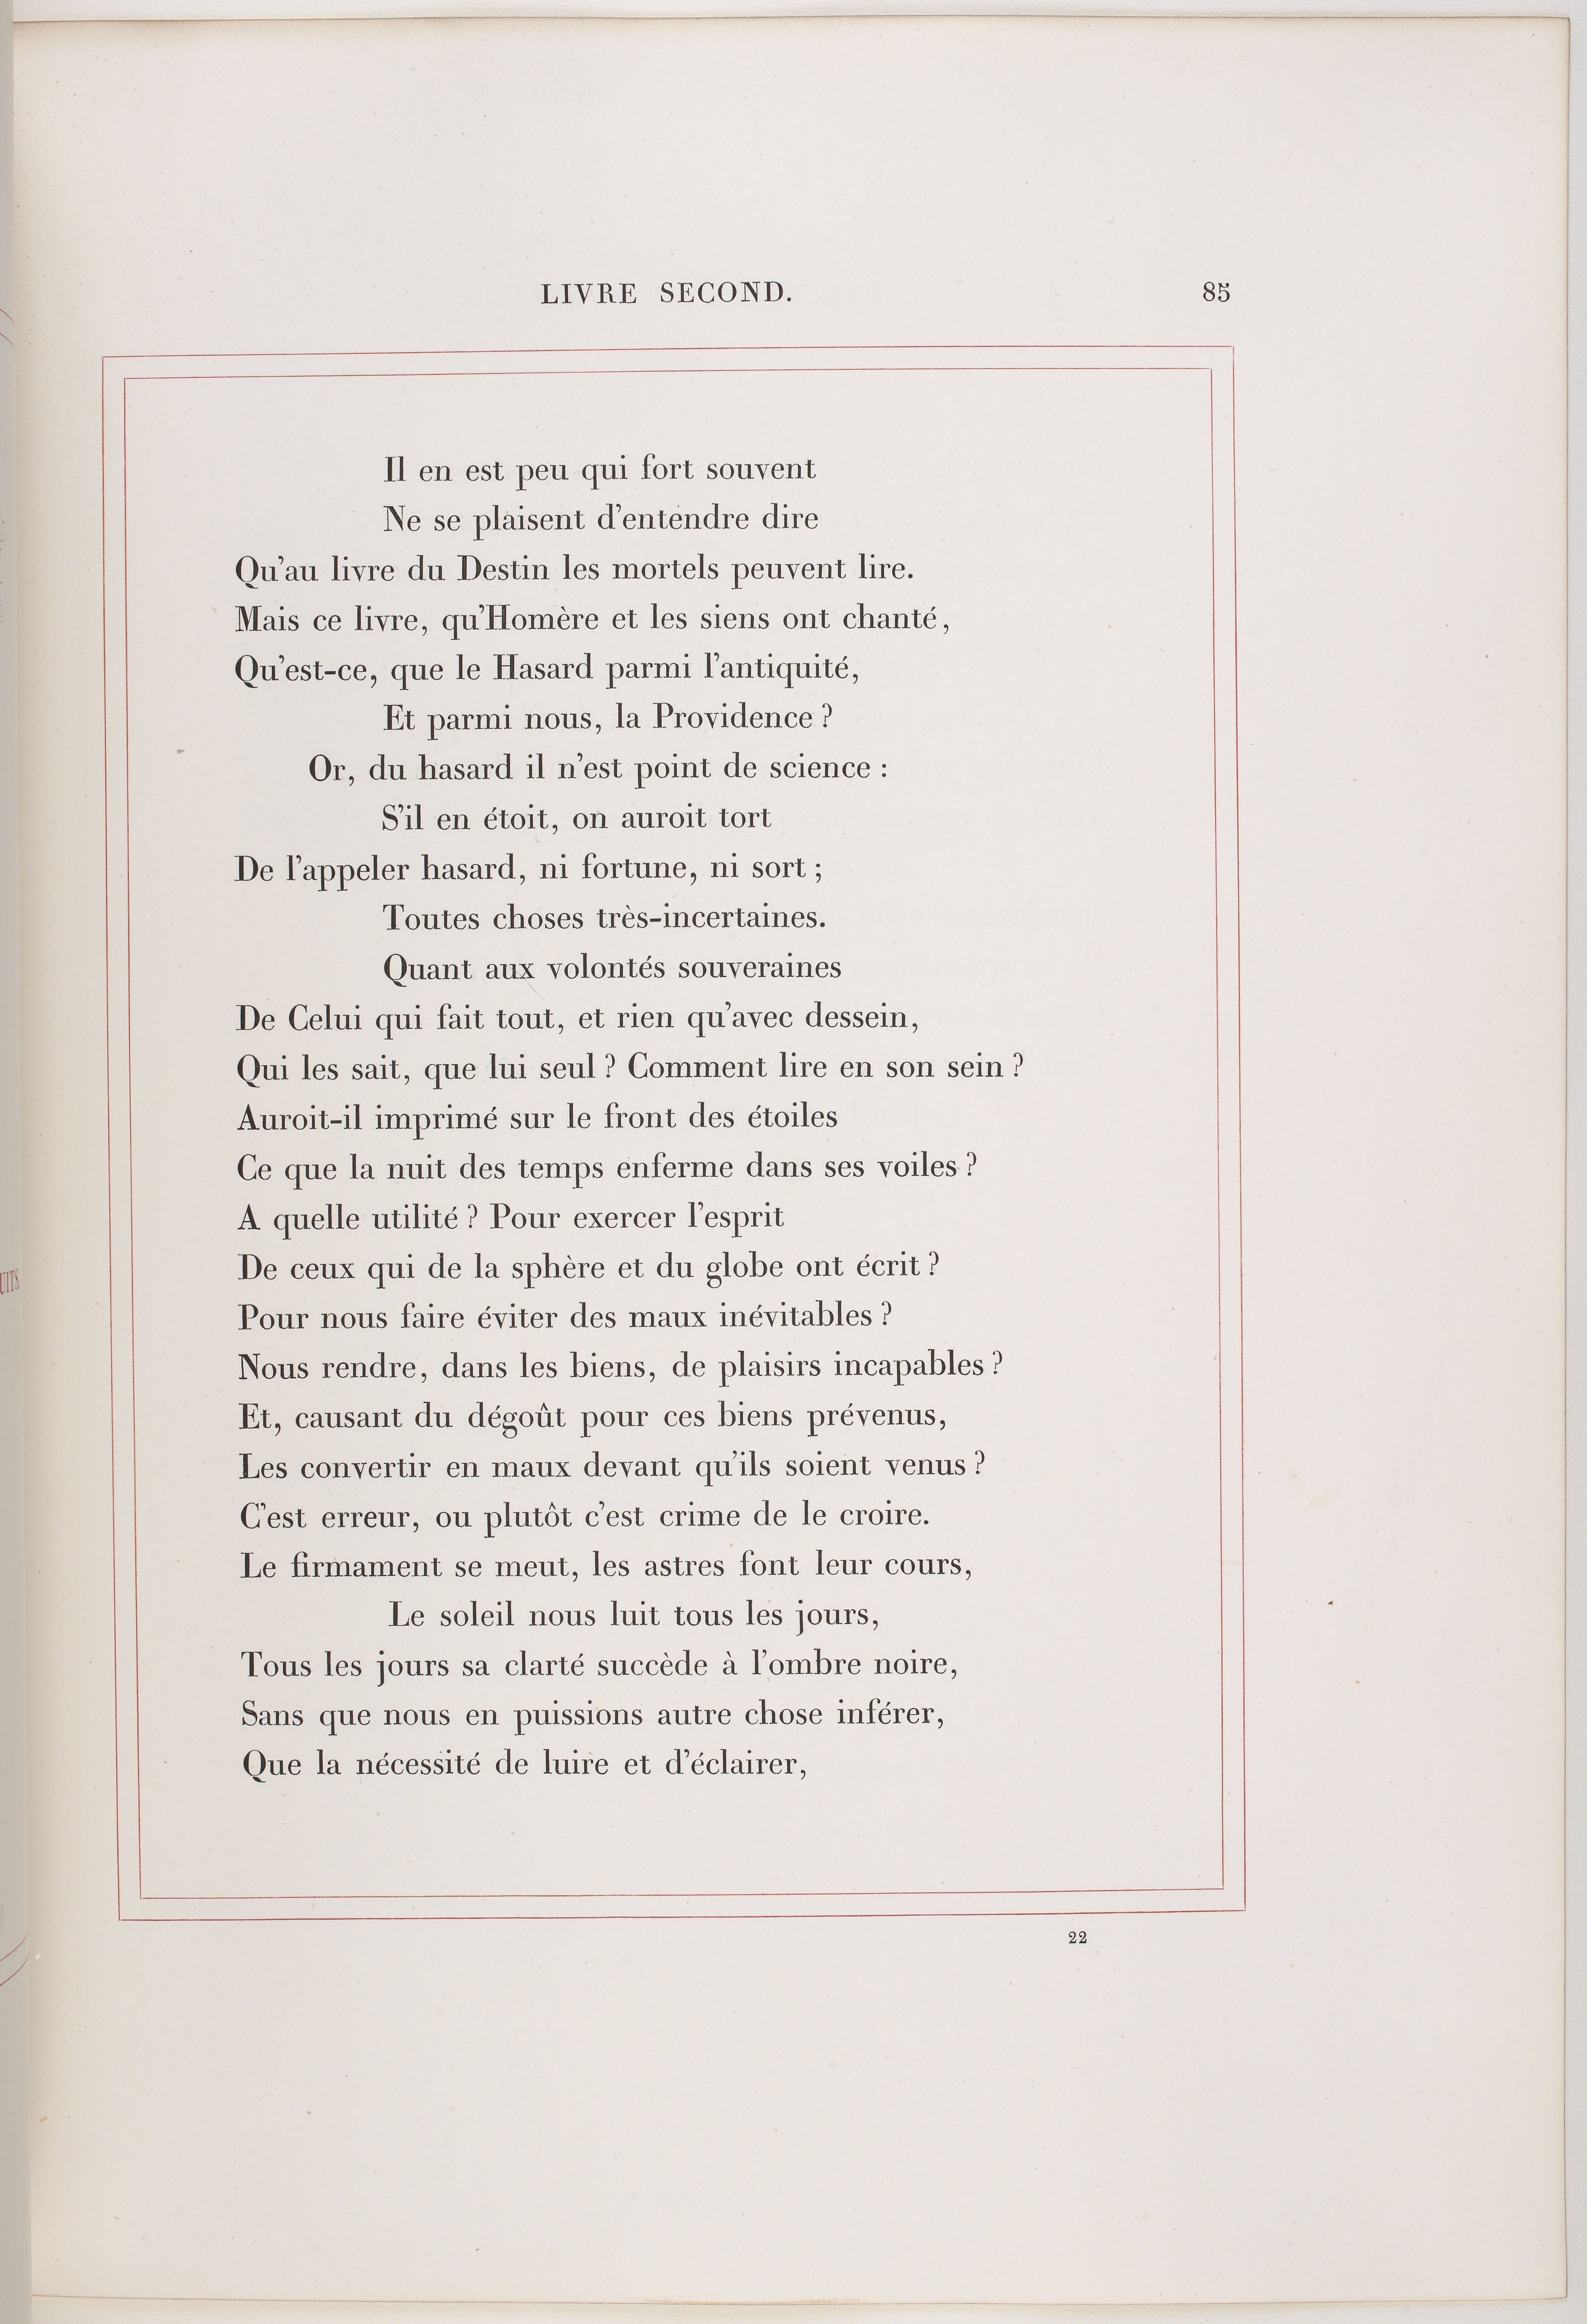 LIVRE SECOND. 85
Il en est peu qui fort souvent
Ne se plaisent d'entendre dire
Qu'au livre du Destin les mortels peuvent lire.
Mais ce livre, qu'Homère et les siens ont chanté,
Qu'est-ce, que le Hasard parmi l'antiquité,
Et parmi nous, la Providence ?
Or, du hasard il n'est point de science :
S'il en étoit, on auroit tort
De l'appeler hasard, ni fortune, ni sort ;
Toutes choses très-incertaines.
Quant aux volontés souveraines
De Celui qui fait tout, et rien qu'avec dessein,
Qui les sait, que lui seul ? Comment lire en son sein ?
Auroit-il imprimé sur le front des étoiles
Ce que la nuit des temps enferme dans ses voiles ?
A quelle utilité ? Pour exercer l'esprit
De ceux qui de la sphère et du globe ont écrit ?
Pour nous faire éviter des maux inévitables ?
Nous rendre, dans les biens, de plaisirs incapables ?
Et, causant du dégoût pour ces biens prévenus,
Les convertir en maux devant qu'ils soient venus ?
C'est erreur, ou plutôt c'est crime de le croire.
Le firmament se meut, les astres font leur cours,
Le soleil nous luit tous les jours,
Tous les jours sa clarté succède à l'ombre noire,
Sans que nous en puissions autre chose inférer,
Que la nécessité de luire et d'éclairer,
22